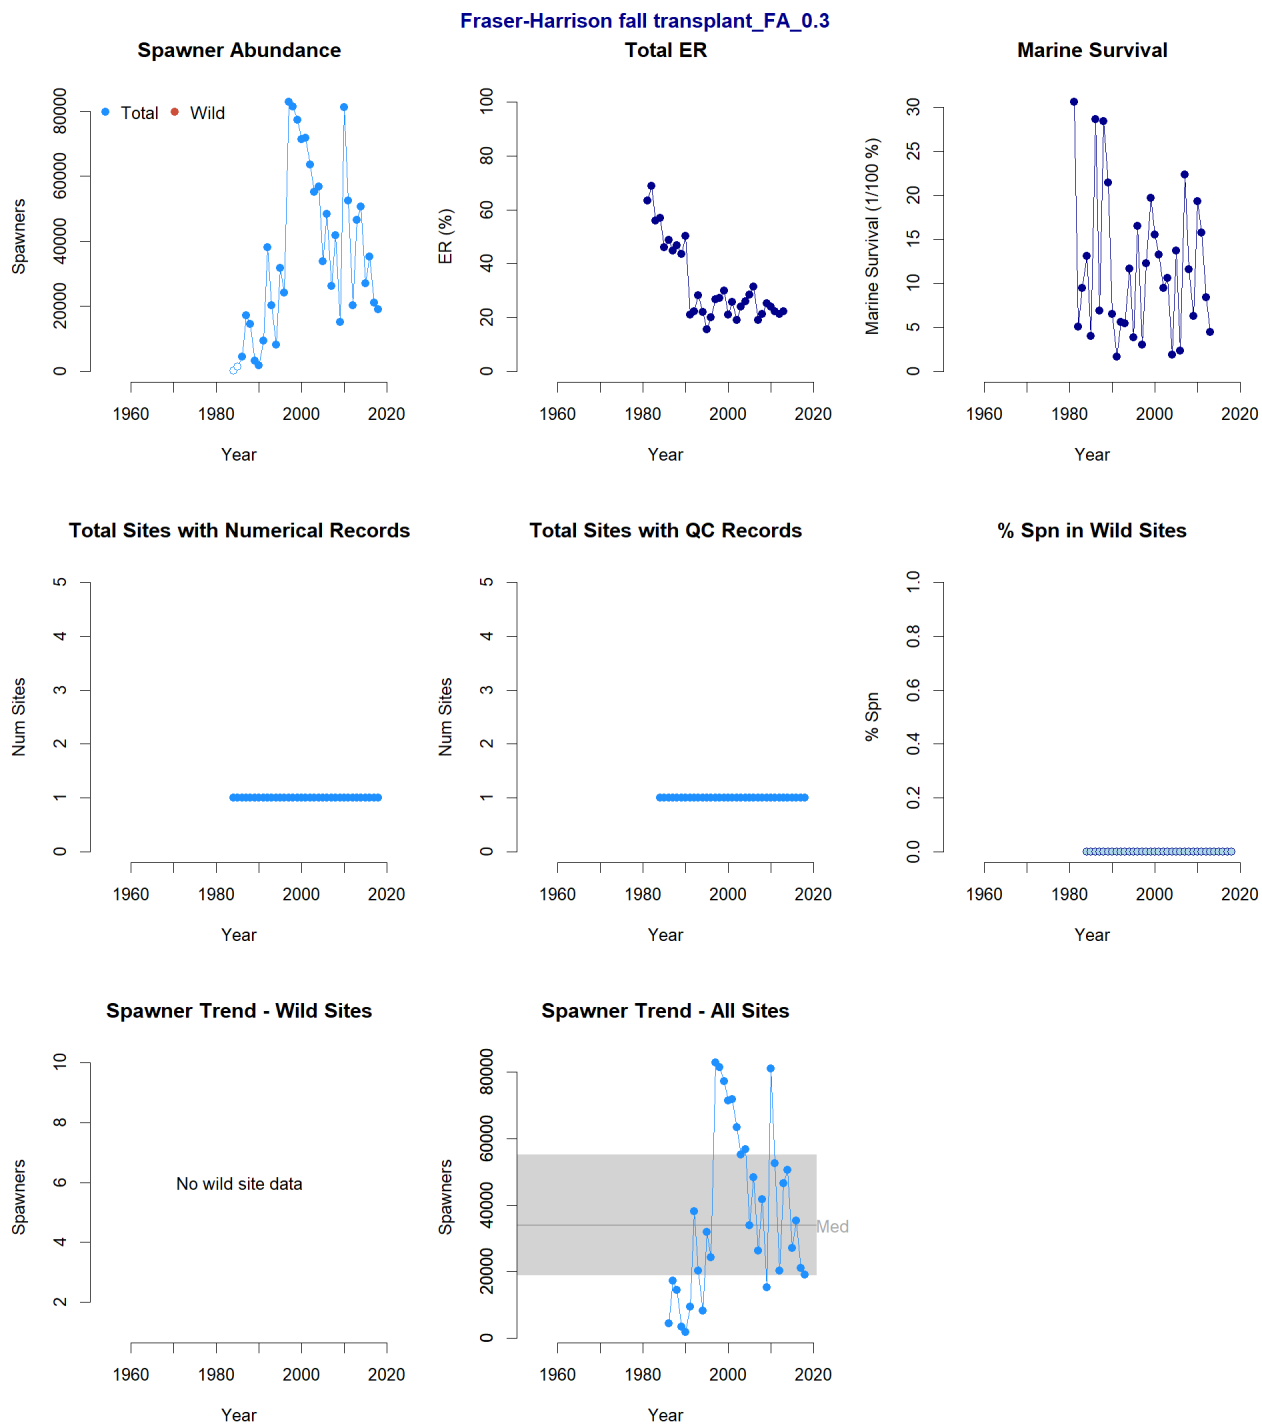 Fraser-Harrison fall transplant_FA_0.3
Spawner Abundance
Total
Wild
Spawners
0
20000
40000
60000
80000
1960
1980
2000
2020
Year
Total ER
ER (%)
0
20
40
60
80
100
1960
1980
2000
2020
Year
Marine Survival
Marine Survival (1/100 %)
0
5
10
15
20
25
30
1960
1980
2000
2020
Year
Total Sites with Numerical Records
Num Sites
0
1
2
3
4
5
1960
1980
2000
2020
Year
Total Sites with QC Records
Num Sites
0
1
2
3
4
5
1960
1980
2000
2020
Year
% Spn in Wild Sites
% Spn
0.0
0.2
0.4
0.6
0.8
1.0
1960
1980
2000
2020
Year
Spawner Trend - Wild Sites
Spawners
2
4
6
8
10
No wild site data
1960
1980
2000
2020
Year
Spawner Trend - All Sites
Spawners
0
20000
40000
60000
80000
Med
1960
1980
2000
2020
Year